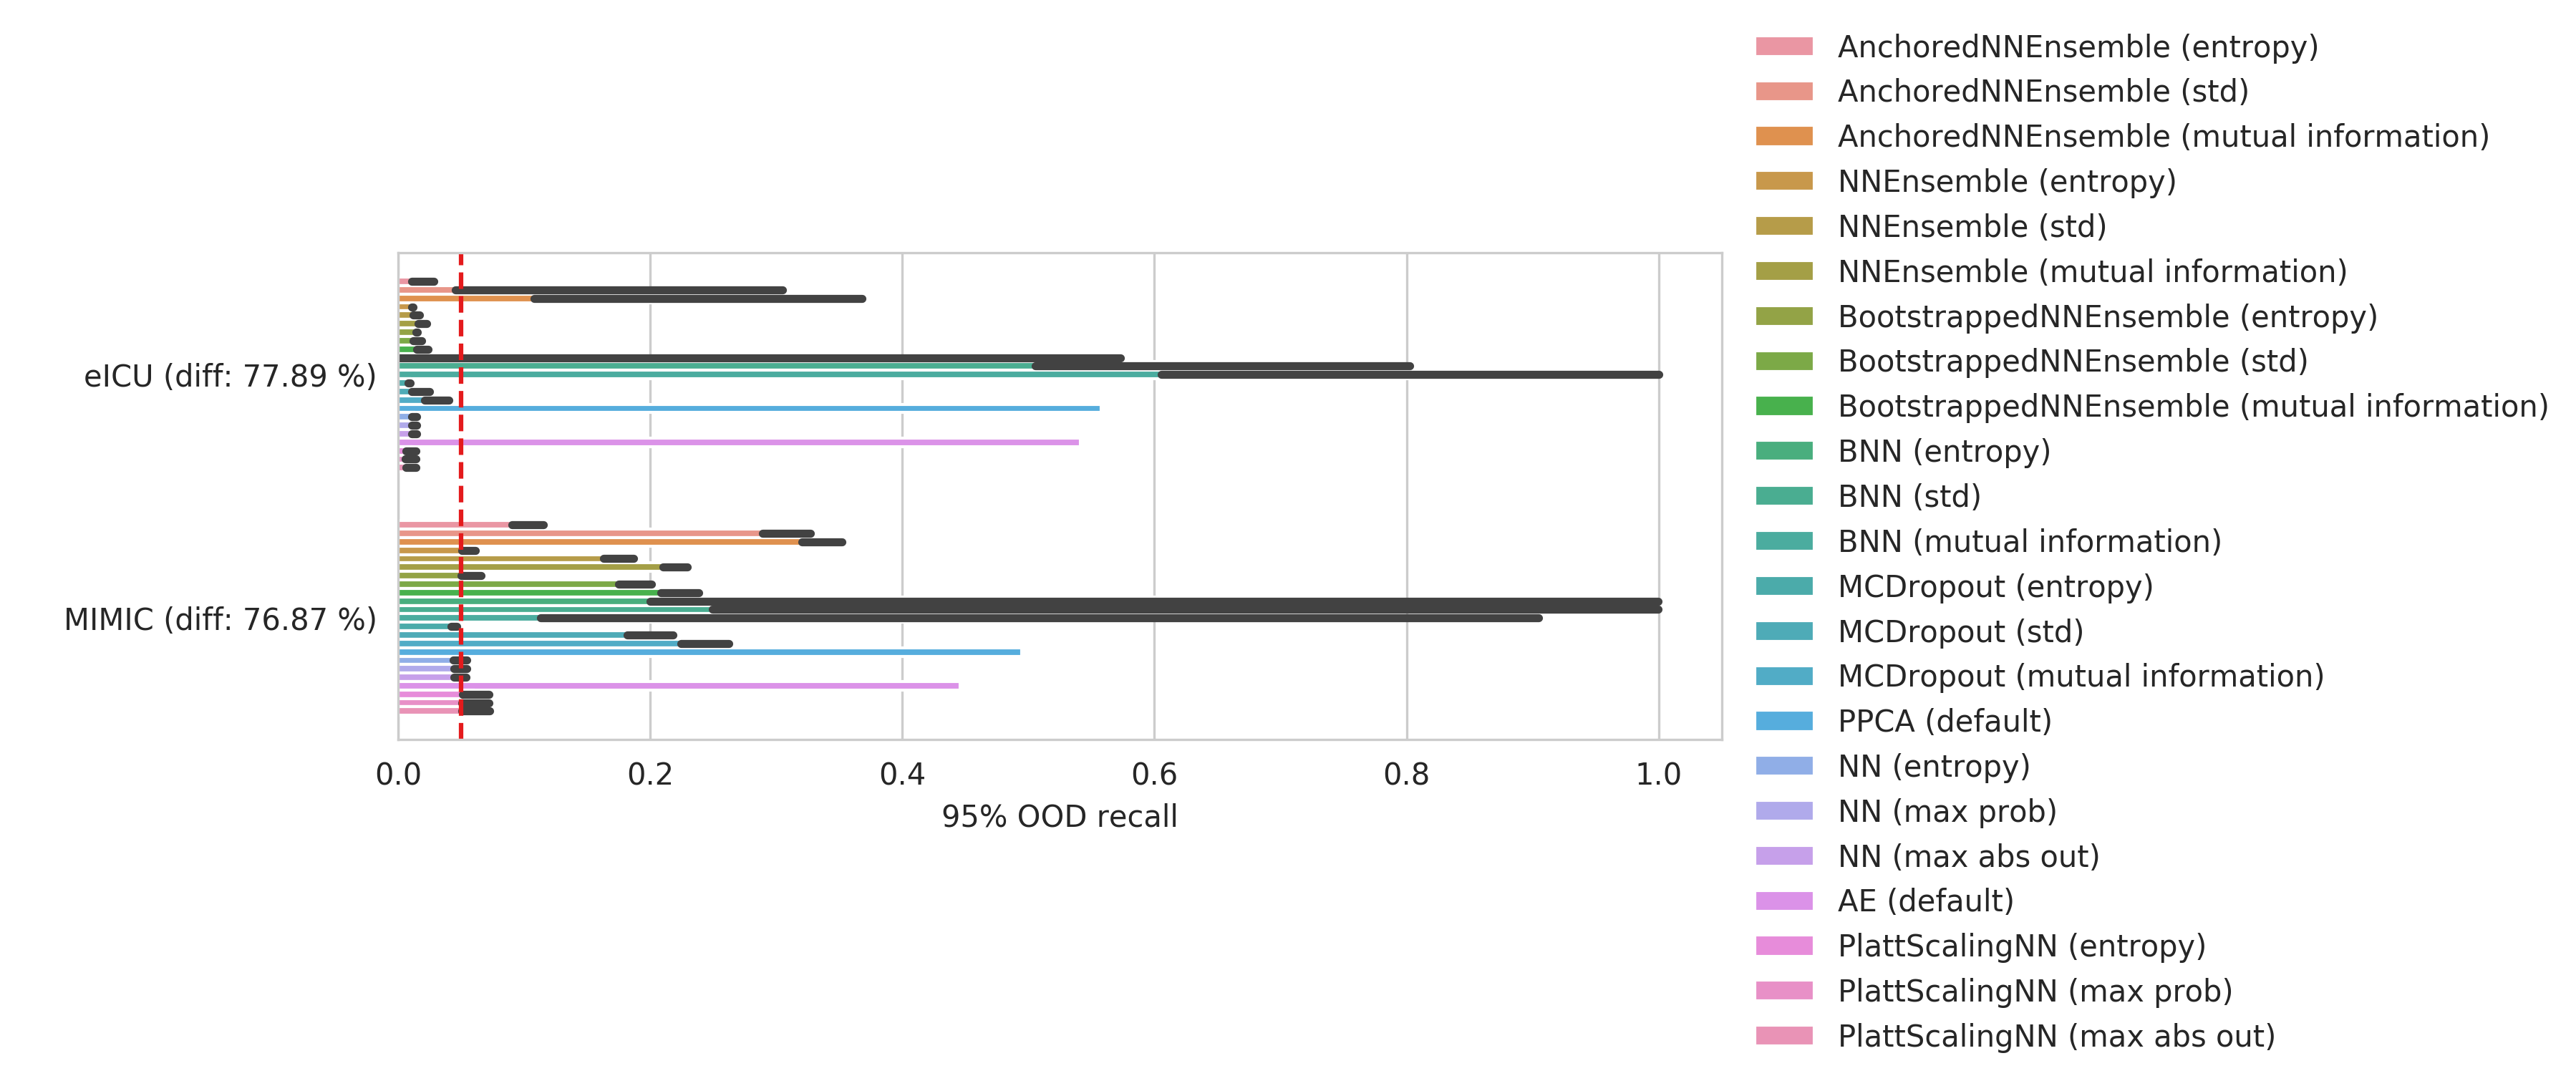 AnchoredNNEnsemble (entropy)
AnchoredNNEnsemble (std)
AnchoredNNEnsemble (mutual information)
NNEnsemble (entropy)
NNEnsemble (std)
NNEnsemble (mutual information)
BootstrappedNNEnsemble (entropy)
BootstrappedNNEnsemble (std)
BootstrappedNNEnsemble (mutual information)
BNN (entropy)
BNN (std)
BNN (mutual information)
MCDropout (entropy)
MCDropout (std)
MCDropout (mutual information)
PPCA (default)
NN (entropy)
NN (max prob)
NN (max abs out)
AE (default)
PlattScalingNN (entropy)
PlattScalingNN (max prob)
PlattScalingNN (max abs out)
eICU (diff: 77.89 %)
MIMIC (diff: 76.87 %)
0.0 0.2 0.4 0.6 0.8 1.0
95% OOD recall